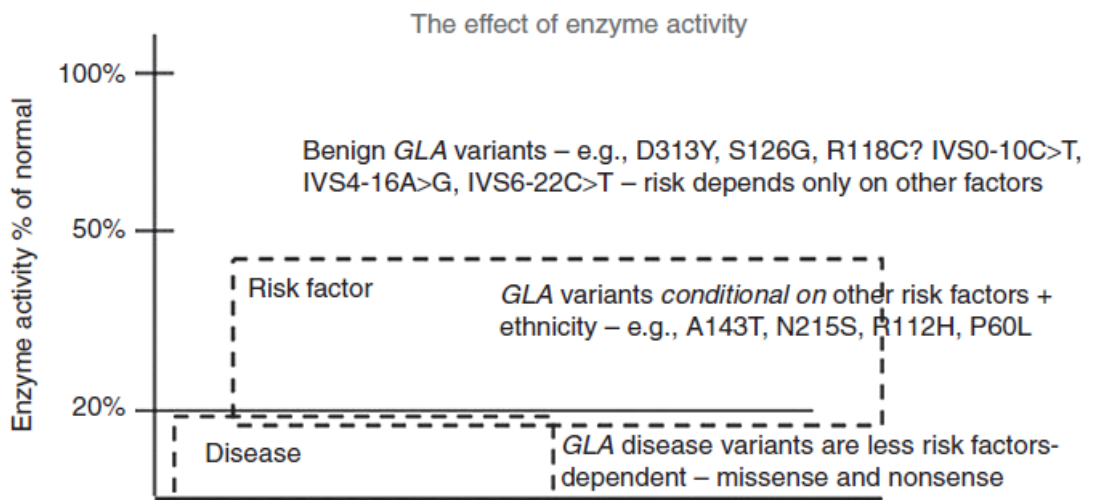 The effect of enzyme activity
100%
Enzyme activity % of normal
Benign GLA variants – e.g., D313Y, S126G, R118C? IVS0-10C>T,
IVS4-16A>G, IVS6-22C>T – risk depends only on other factors
50%
Risk factor
GLA variants conditional on other risk factors +
ethnicity – e.g., A143T, N215S, R112H, P60L
20%
Disease
GLA disease variants are less risk factors-
dependent – missense and nonsense